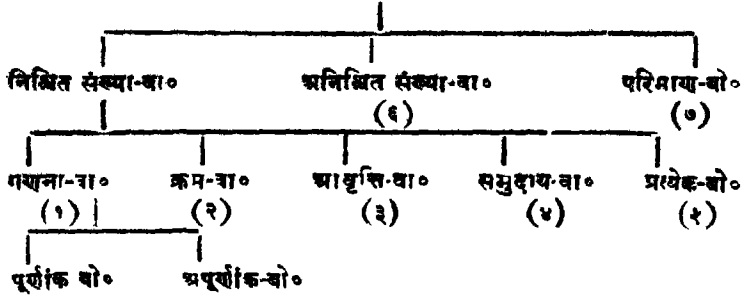 निश्चित संख्या-वा० अनिश्चित संख्या-वा० परिमाण-बो०
(६) (७)
गणना-वा० क्रम-वा० आवृत्ति-वा० समुदाय-वा० प्रत्येक-बो०
(१) (२) (३) (४) (५)
पूर्णांक बो० अपूर्णांक-बो०